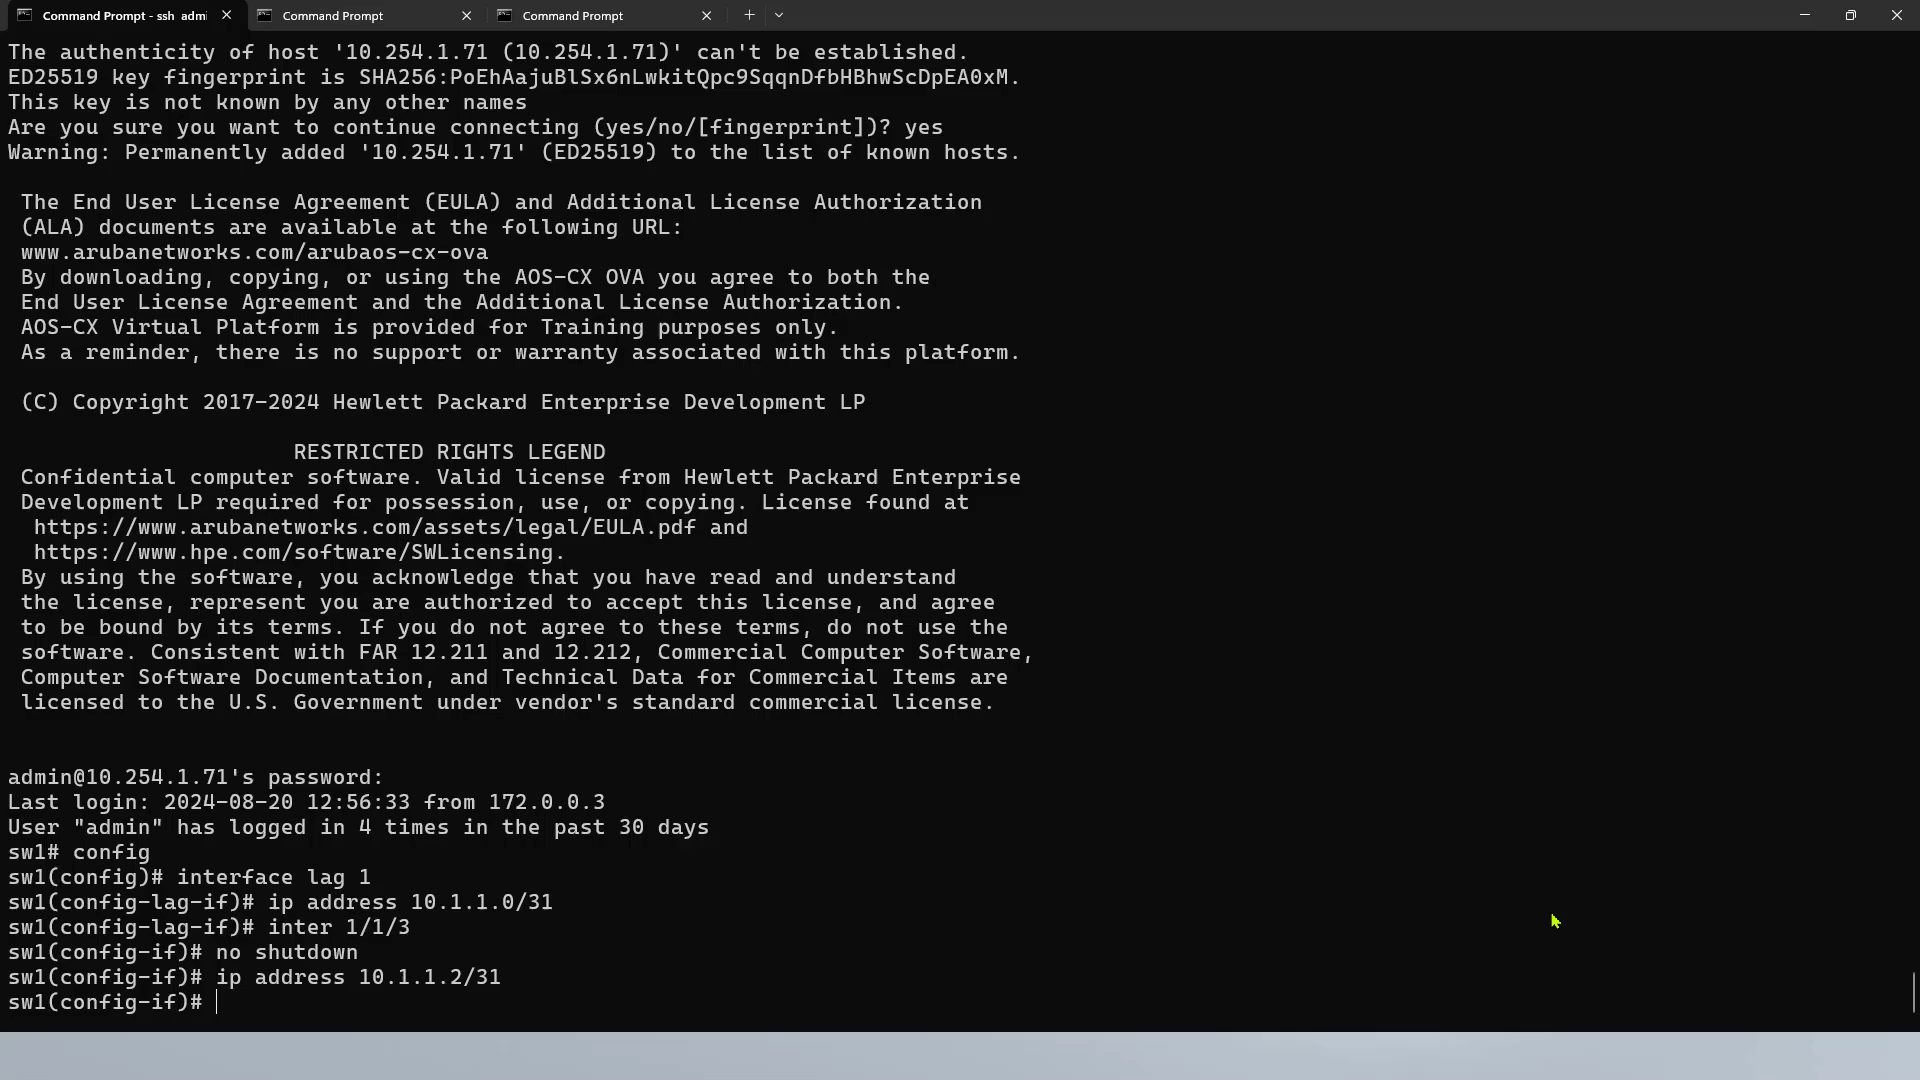 Command Prompt - ssh admi
Command Prompt
Command Prompt
The authenticity of host '10.254.1.71 (10.254.1.71)' can't be established.
ED25519 key fingerprint is SHA256:PoEhAajuBlSx6nLwkitQpc9SqqnDfbHBhwScDpEA0xM.
This key is not known by any other names
Are you sure you want to continue connecting (yes/no/[fingerprint])? yes
Warning: Permanently added '10.254.1.71' (ED25519) to the list of known hosts.
The End User License Agreement (EULA) and Additional License Authorization
(ALA) documents are available at the following URL:
www.arubanetworks.com/arubaos-cx-ova
By downloading, copying, or using the AOS-CX OVA you agree to both the
End User License Agreement and the Additional License Authorization.
AOS-CX Virtual Platform is provided for Training purposes only.
As a reminder, there is no support or warranty associated with this platform.
(C) Copyright 2017-2024 Hewlett Packard Enterprise Development LP
RESTRICTED RIGHTS LEGEND
Confidential computer software. Valid license from Hewlett Packard Enterprise
Development LP required for possession, use, or copying. License found at
https://www.arubanetworks.com/assets/legal/EULA.pdf and
https://www.hpe.com/software/SWLicensing.
By using the software, you acknowledge that you have read and understand
the license, represent you are authorized to accept this license, and agree
to be bound by its terms. If you do not agree to these terms, do not use the
software. Consistent with FAR 12.211 and 12.212, Commercial Computer Software,
Computer Software Documentation, and Technical Data for Commercial Items are
licensed to the U.S. Government under vendor's standard commercial license.
admin@10.254.1.71's password:
Last login: 2024-08-20 12:56:33 from 172.0.0.3
User "admin" has logged in 4 times in the past 30 days
sw1# config
sw1(config)# interface lag 1
sw1(config-lag-if)# ip address 10.1.1.0/31
sw1(config-lag-if)# inter 1/1/3
sw1(config-if)# no shutdown
sw1(config-if)# ip address 10.1.1.2/31
sw1(config-if)#